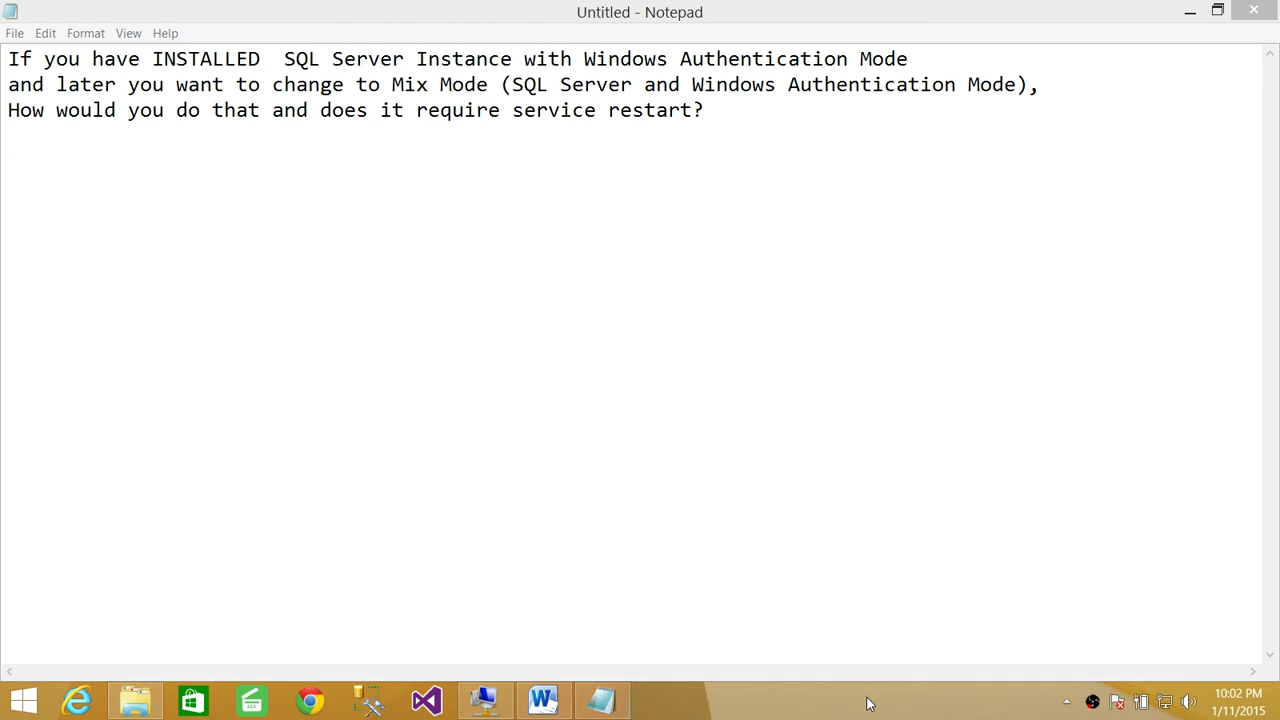 Untitled - Notepad
File Edit Format View Help
If you have INSTALLED  SQL Server Instance with Windows Authentication Mode
and later you want to change to Mix Mode (SQL Server and Windows Authentication Mode),
How would you do that and does it require service restart?
10:02 PM
1/11/2015